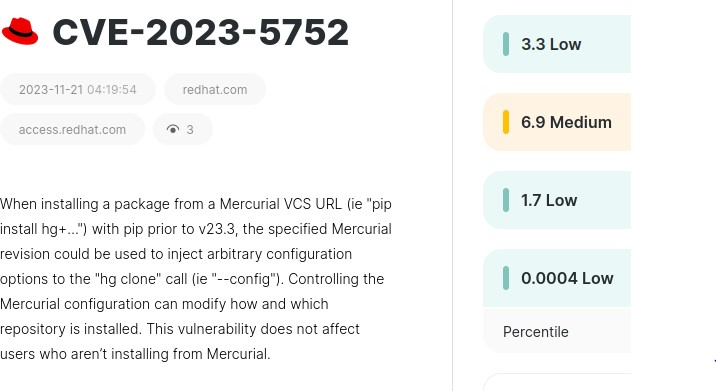 CVE-2023-5752
2023-11-21 04:19:54
redhat.com
access.redhat.com
3
When installing a package from a Mercurial VCS URL (ie "pip
install hg+...") with pip prior to v23.3, the specified Mercurial
revision could be used to inject arbitrary configuration
options to the "hg clone" call (ie "--config"). Controlling the
Mercurial configuration can modify how and which
repository is installed. This vulnerability does not affect
users who aren't installing from Mercurial.
3.3 Low
6.9 Medium
1.7 Low
0.0004 Low
Percentile